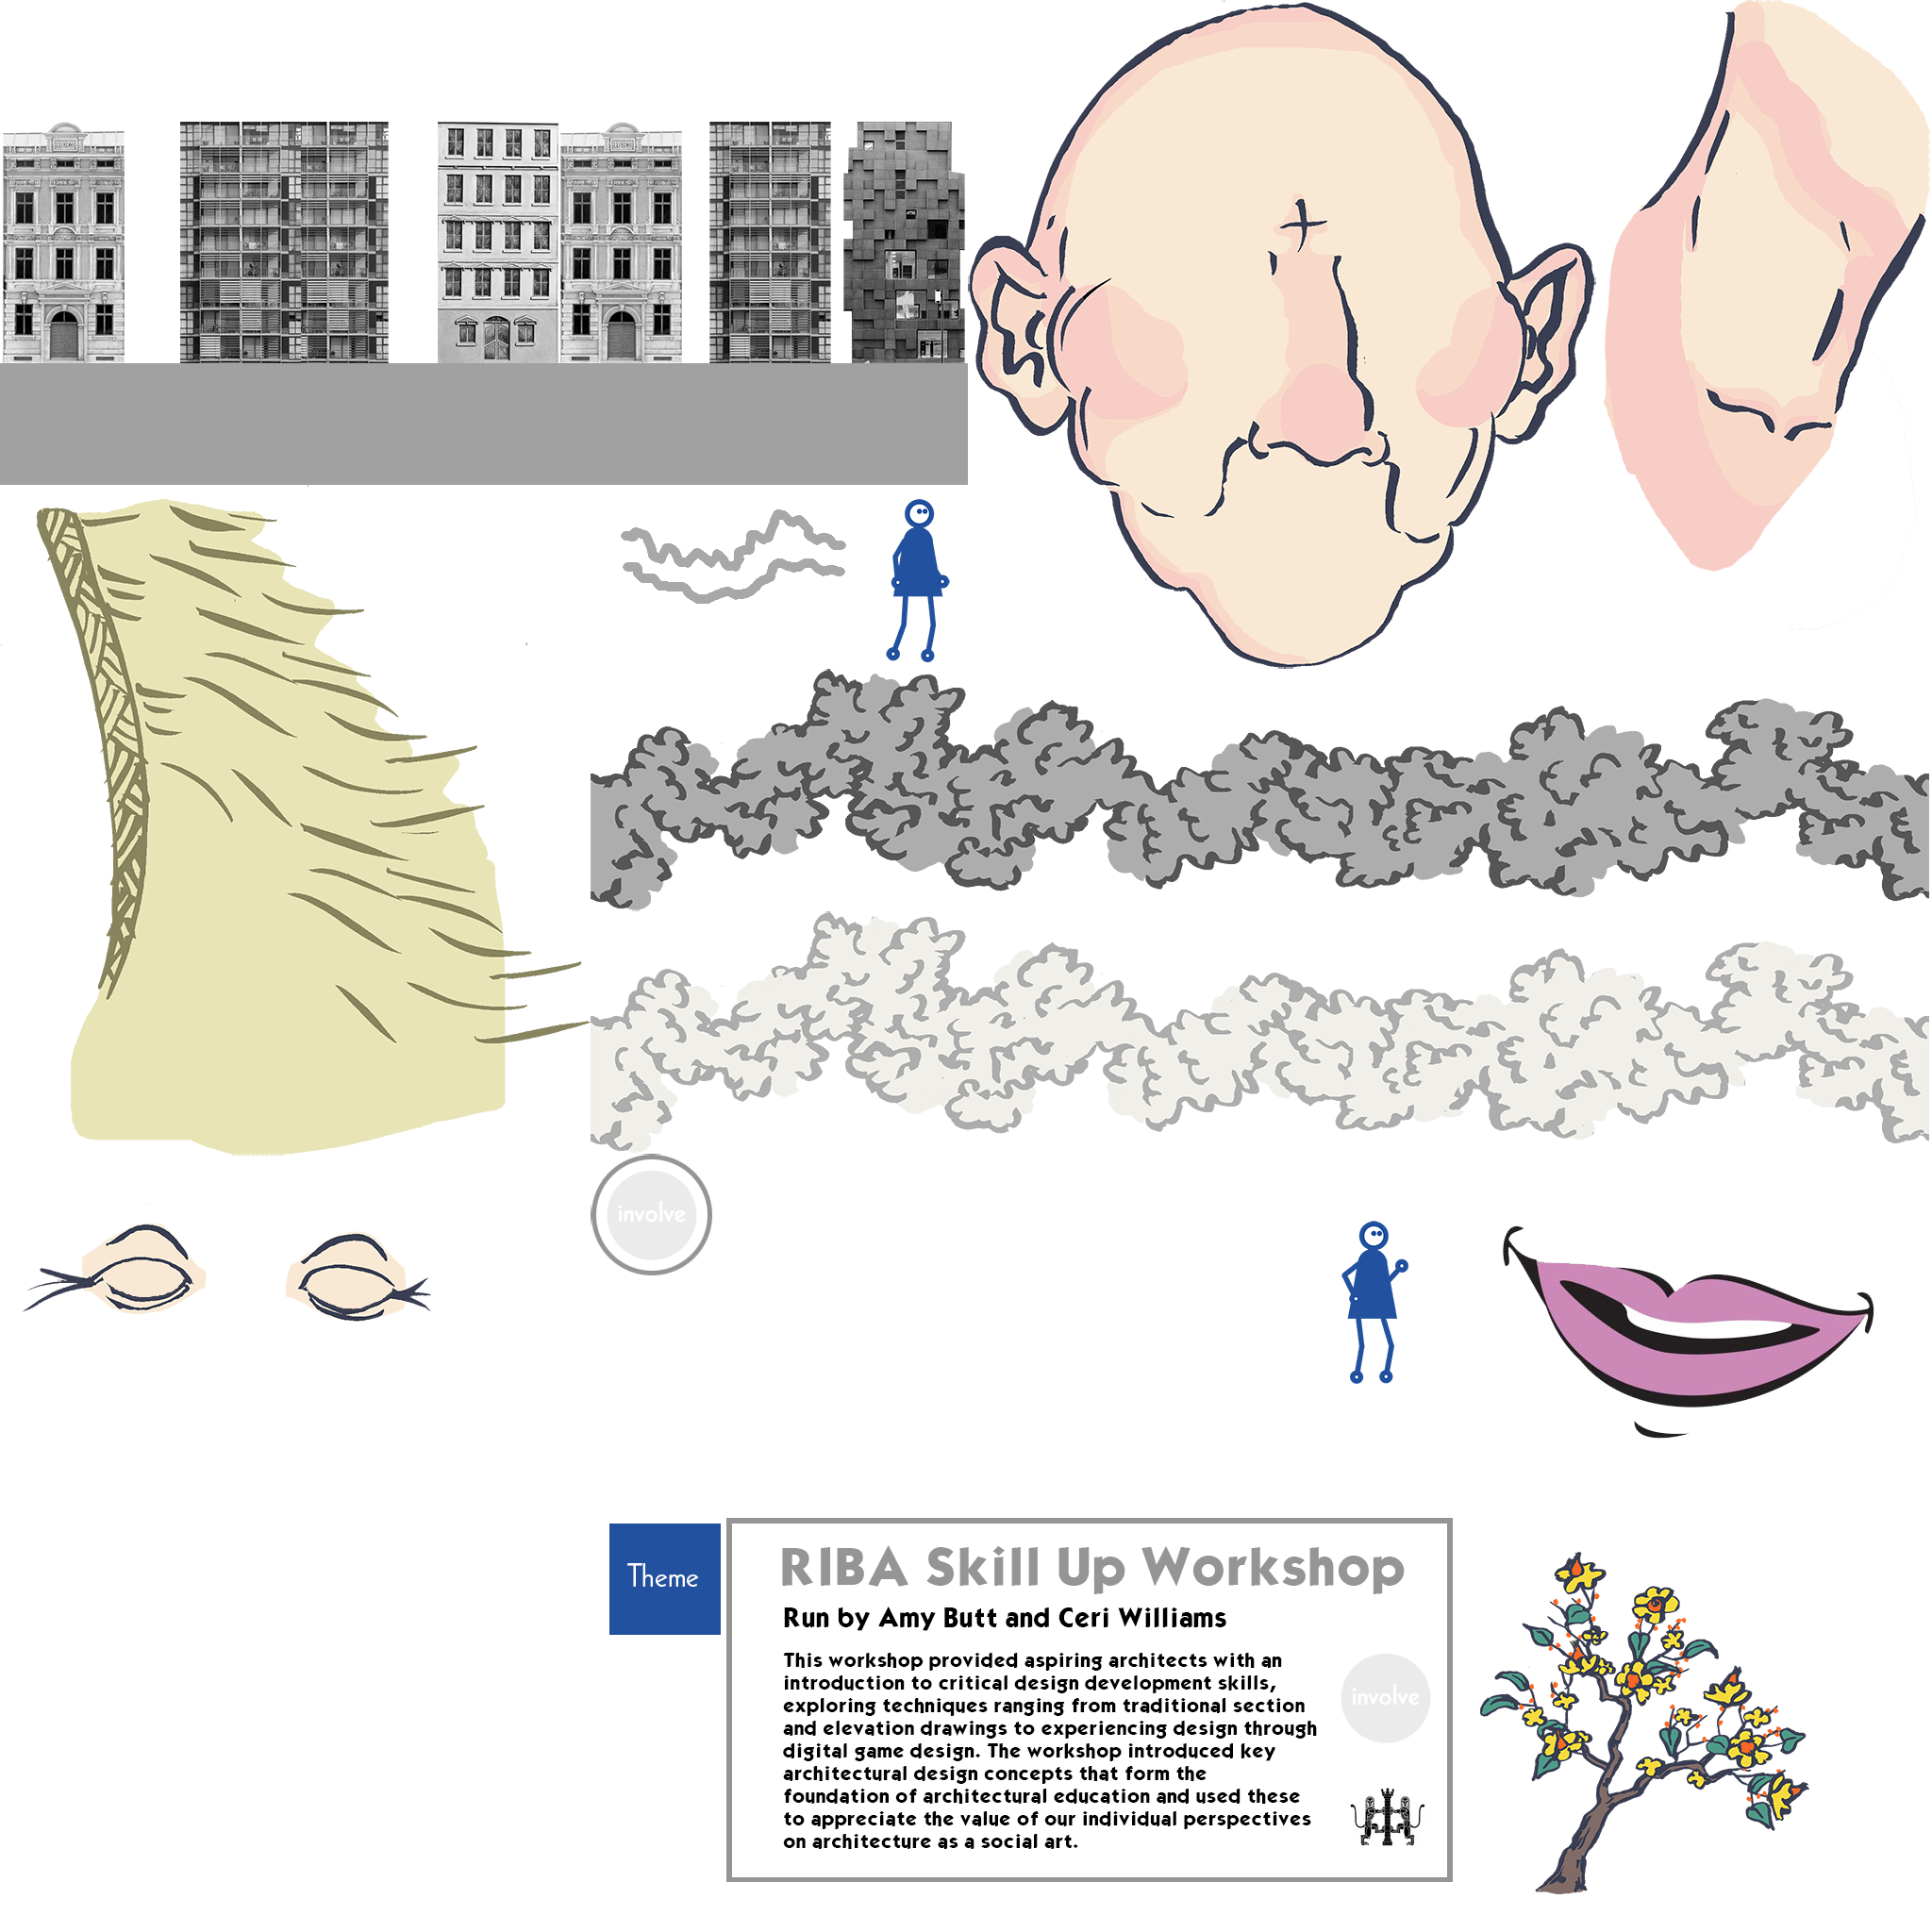 involve
Theme
RIBA Skill Up Workshop
Run by Amy Butt and Ceri Williams
This workshop provided aspiring architects with an
introduction to critical design development skills,
exploring techniques ranging from traditional section
and elevation drawings to experiencing design through
digital game design. The workshop introduced key
architectural design concepts that form the
foundation of architectural education and used these
to appreciate the value of our individual perspectives
on architecture as a social art.
involve